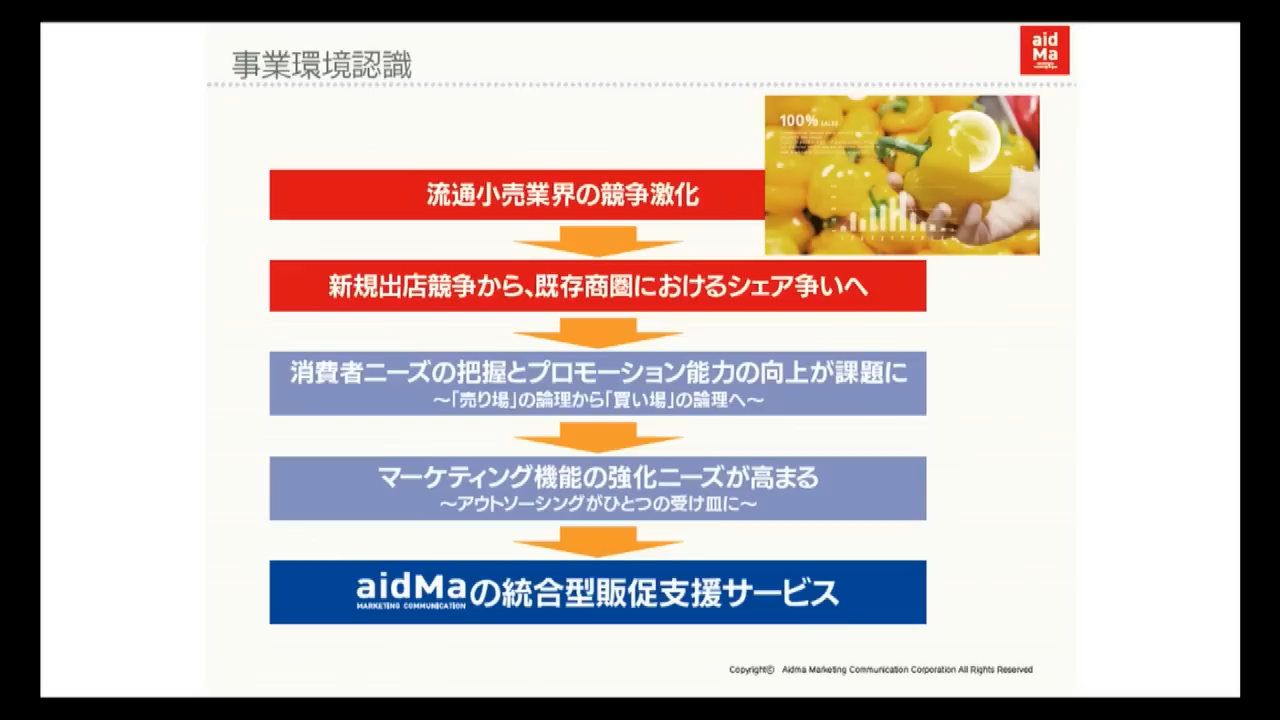 事業環境認識
aid
Ma
100% SALES
流通小売業界の競争激化
新規出店競争から、既存商圏におけるシェア争いへ
消費者ニーズの把握とプロモーション能力の向上が課題に
～「売り場」の論理から「買い場」の論理へ～
マーケティング機能の強化ニーズが高まる
～アウトソーシングがひとつの受け皿に～
aidMaの統合型販促支援サービス
MARKETING COMMUNICATION
Copyright© Aidma Marketing Communication Corporation All Rights Reserved